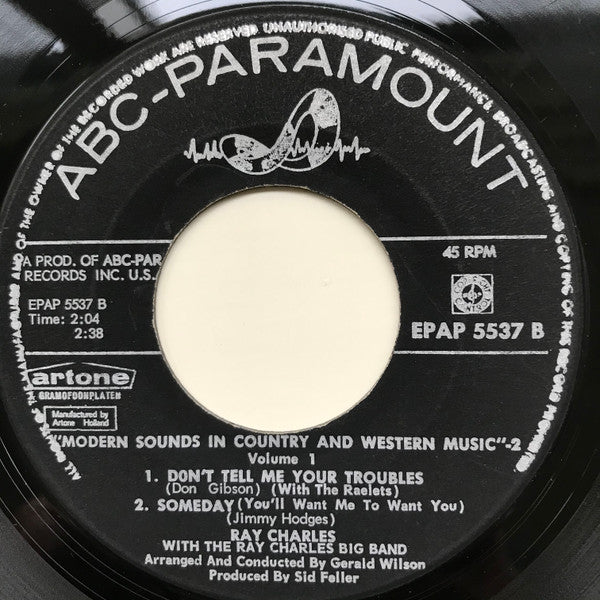 ALL RIGHTS OF THE MANUFACTURER AND OF THE OWNER OF THE RECORDED WORK ARE RESERVED UNAUTHORISED PUBLIC PERFORMANCE BROADCASTING AND COPYING OF THIS RECORD PROHIBITED
ABC-PARAMOUNT
A PROD. OF ABC-PAR
RECORDS INC. U.S.
45 RPM
EPAP 5537 B
Time: 2:04
2:38
EPAP 5537 B
artone
GRAMOFOONPLATEN
Manufactured by
Artone Holland
"MODERN SOUNDS IN COUNTRY AND WESTERN MUSIC"-2
Volume 1
1. DON'T TELL ME YOUR TROUBLES
(Don Gibson) (With The Raelets)
2. SOMEDAY (You'll Want Me To Want You)
(Jimmy Hodges)
RAY CHARLES
WITH THE RAY CHARLES BIG BAND
Arranged And Conducted By Gerald Wilson
Produced By Sid Feller